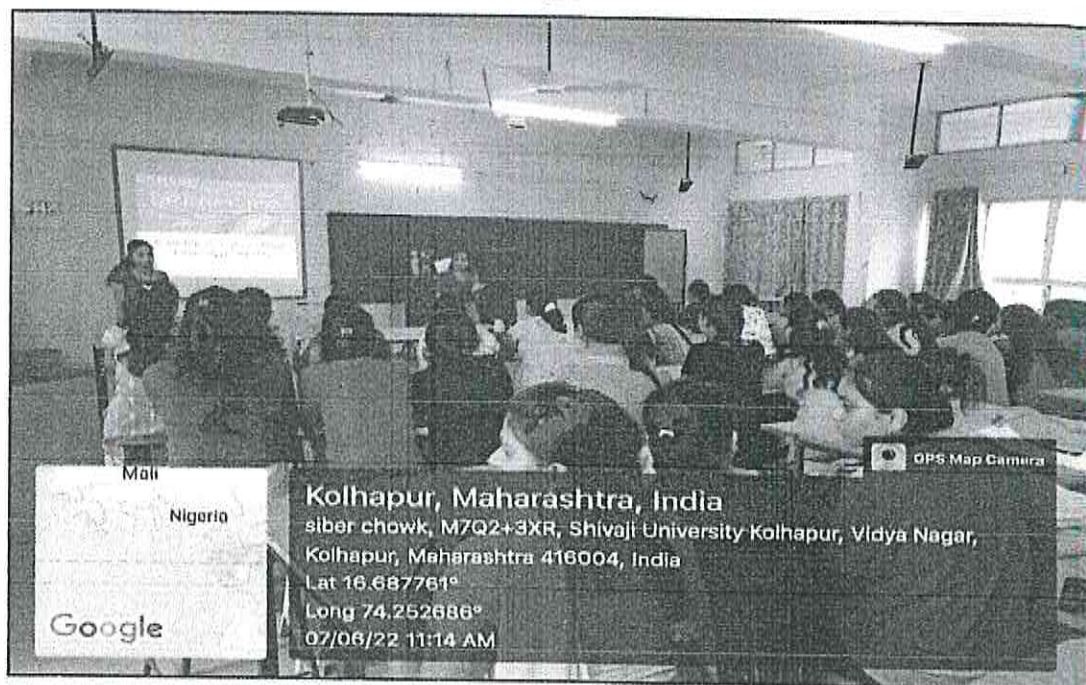 GPS Map Camera
Mali
Nigeria
Google
Kolhapur, Maharashtra, India
siber chowk, M7Q2+3XR, Shivaji University Kolhapur, Vidya Nagar,
Kolhapur, Maharashtra 416004, India
Lat 16.687761°
Long 74.252686°
07/06/22 11:14 AM